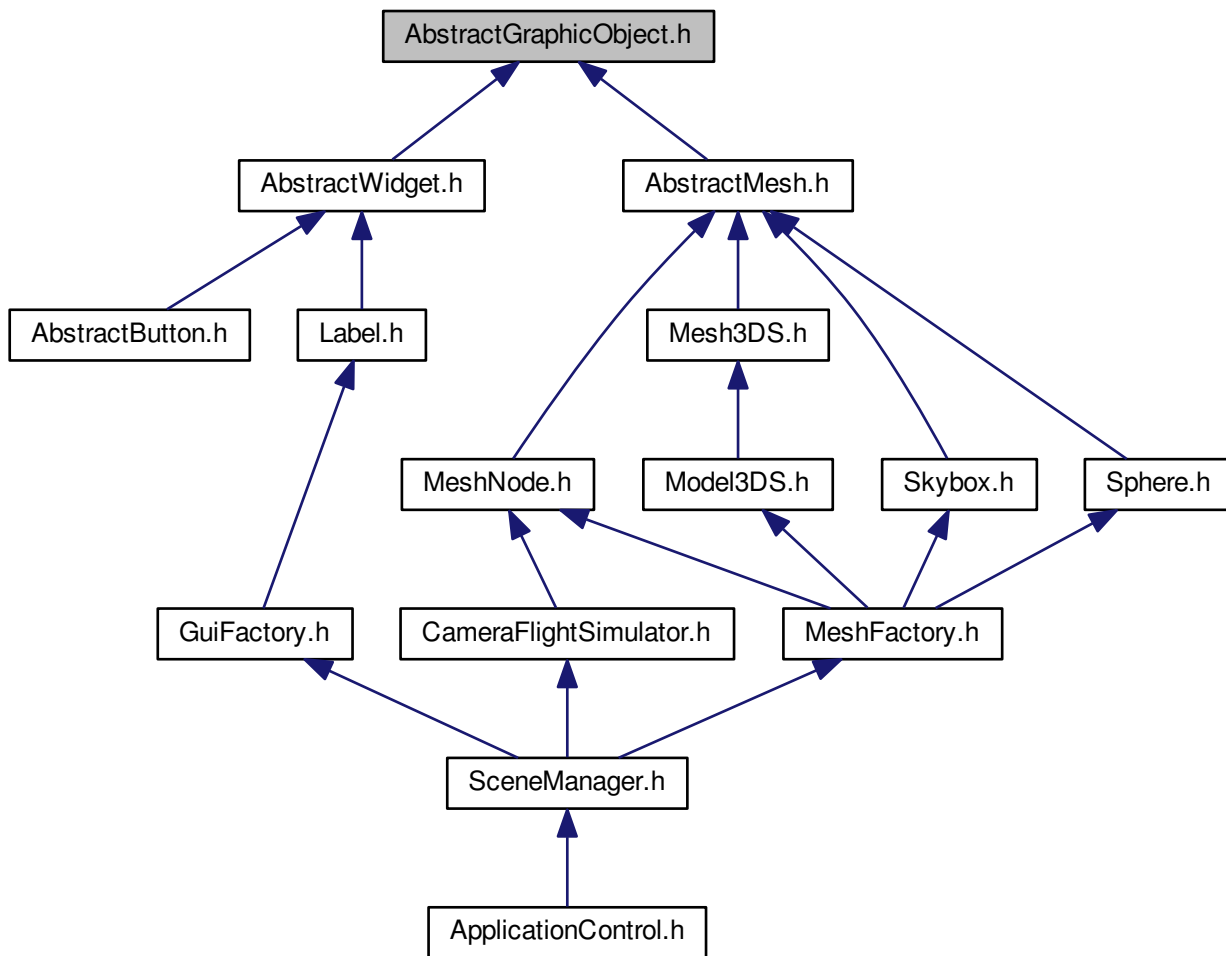 AbstractGraphicObject.h
AbstractWidget.h
AbstractMesh.h
AbstractButton.h
Label.h
Mesh3DS.h
MeshNode.h
Model3DS.h
Skybox.h
Sphere.h
GuiFactory.h
CameraFlightSimulator.h
MeshFactory.h
SceneManager.h
ApplicationControl.h